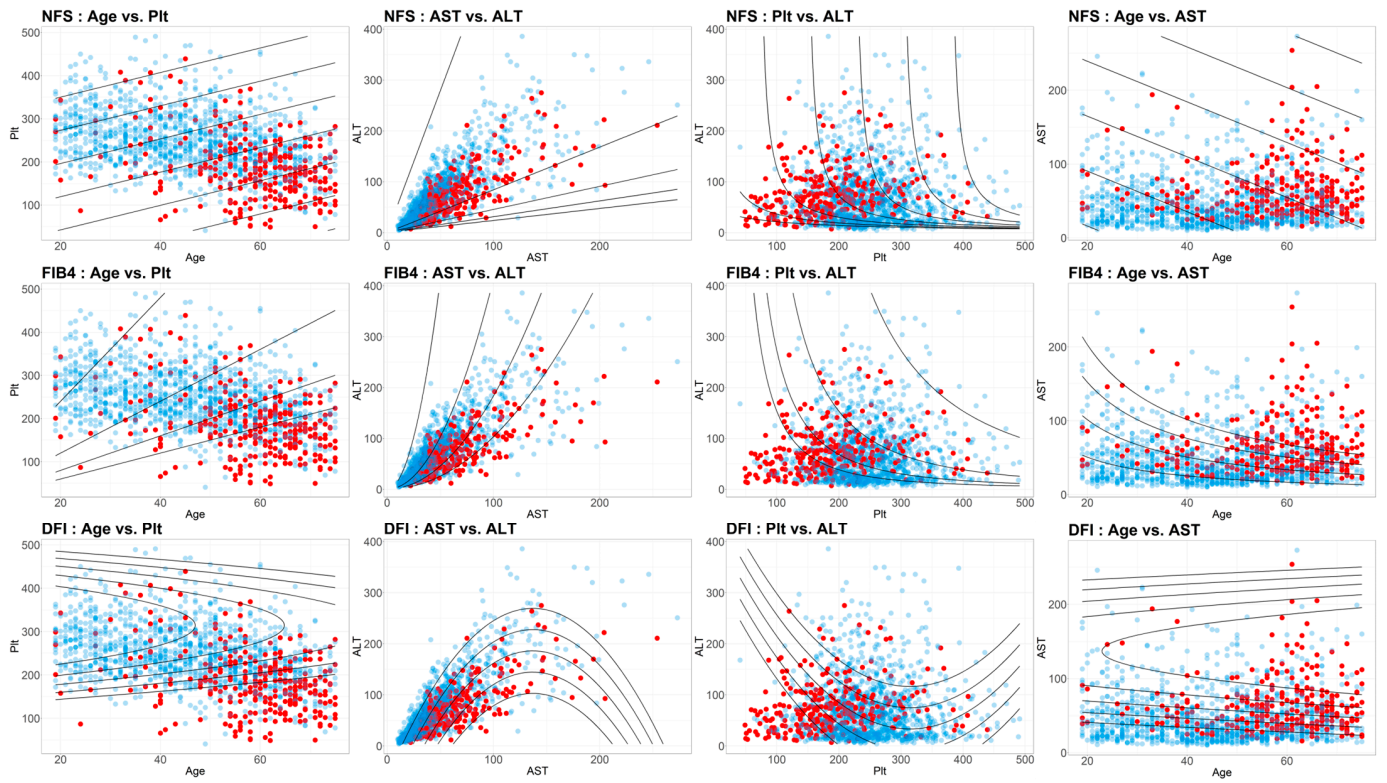 NFS : Age vs. Plt
NFS : AST vs. ALT
NFS : Plt vs. ALT
NFS : Age vs. AST
500
400
300
200
100
Plt
20
40
60
Age
400
300
200
100
0
ALT
0
100
200
AST
400
300
200
100
0
ALT
0
100
200
300
400
500
Plt
200
100
0
AST
20
40
60
Age
FIB4 : Age vs. Plt
FIB4 : AST vs. ALT
FIB4 : Plt vs. ALT
FIB4 : Age vs. AST
500
400
300
200
100
Plt
20
40
60
Age
400
300
200
100
0
ALT
0
100
200
AST
400
300
200
100
0
ALT
0
100
200
300
400
500
Plt
200
100
0
AST
20
40
60
Age
DFI : Age vs. Plt
DFI : AST vs. ALT
DFI : Plt vs. ALT
DFI : Age vs. AST
500
400
300
200
100
Plt
20
40
60
Age
400
300
200
100
0
ALT
0
100
200
AST
400
300
200
100
0
ALT
0
100
200
300
400
500
Plt
200
100
0
AST
20
40
60
Age